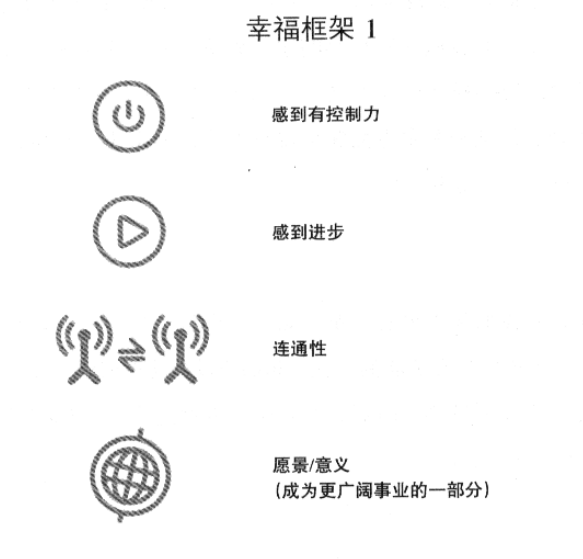 幸福框架 1
感到有控制力
感到进步
连通性
愿景/意义
(成为更广阔事业的一部分)